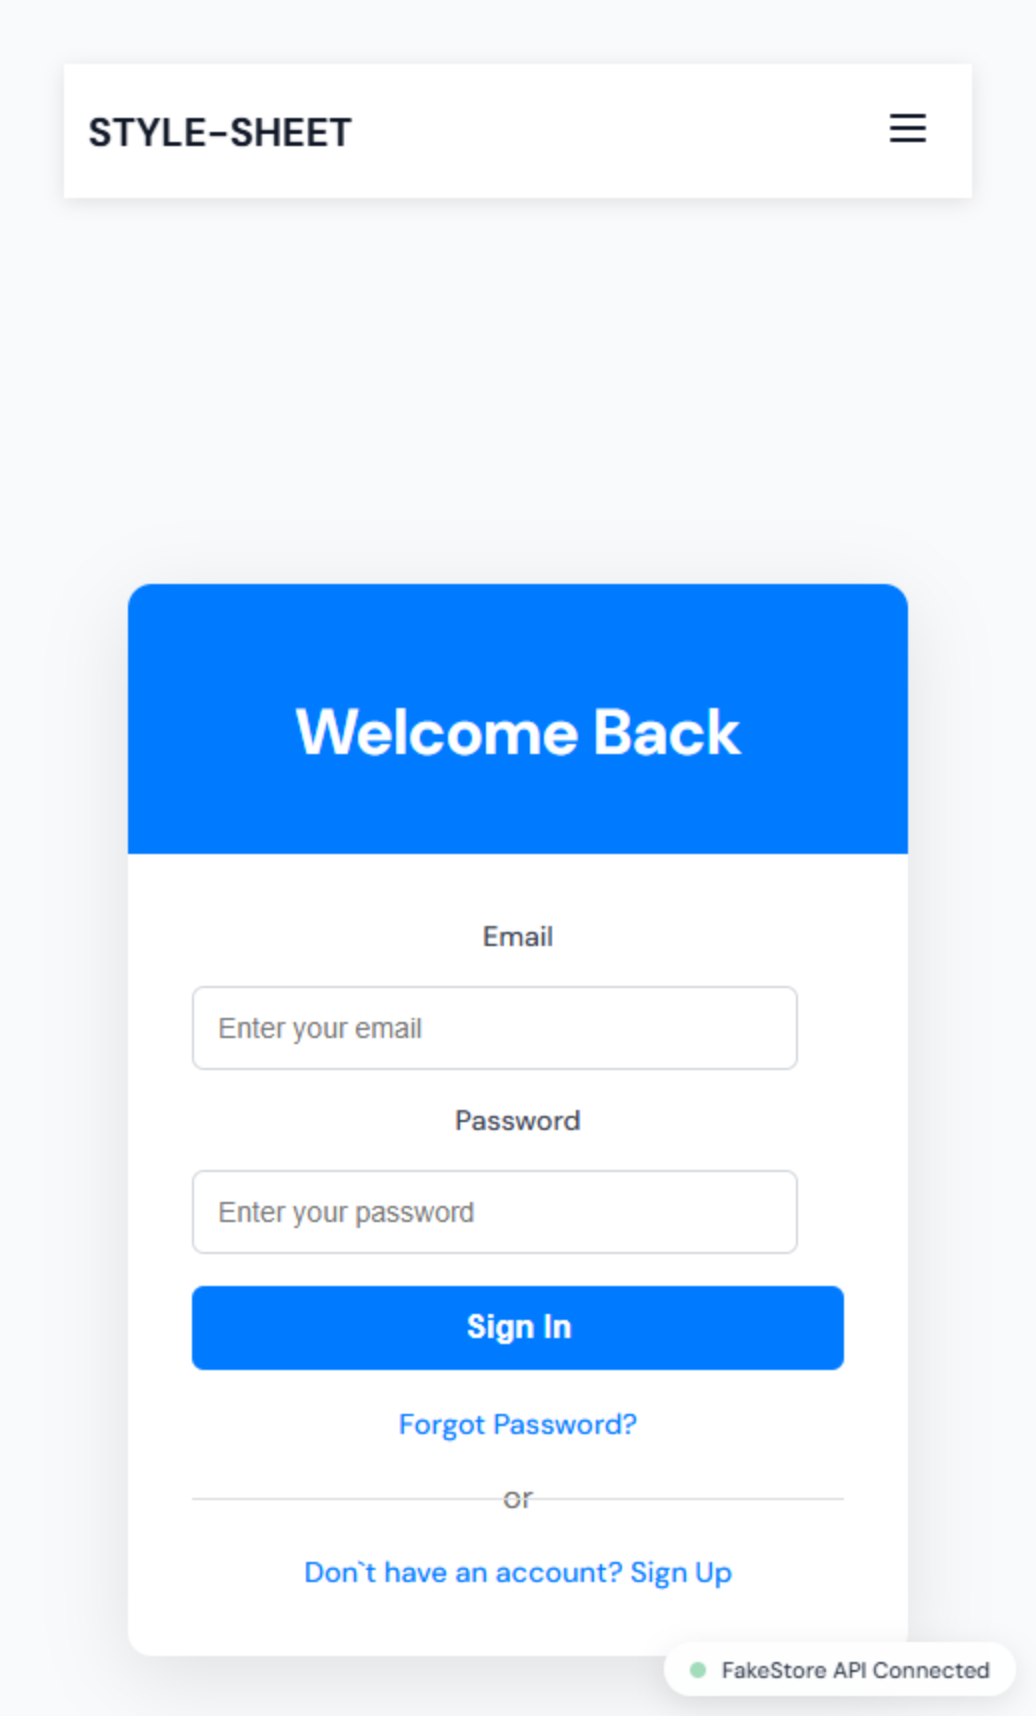 STYLE-SHEET
Welcome Back
Email
Enter your email
Password
Enter your password
Sign In
Forgot Password?
or
Don`t have an account? Sign Up
FakeStore API Connected